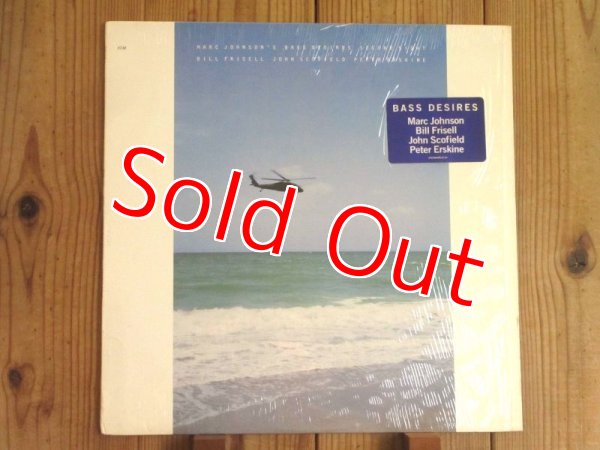 ECM
MARC JOHNSON'S BASS DESIRES SECOND SIGHT
BILL FRISELL JOHN SCOFIELD PETER ERSKINE
BASS DESIRES
Marc Johnson
Bill Frisell
John Scofield
Peter Erskine
Sold Out